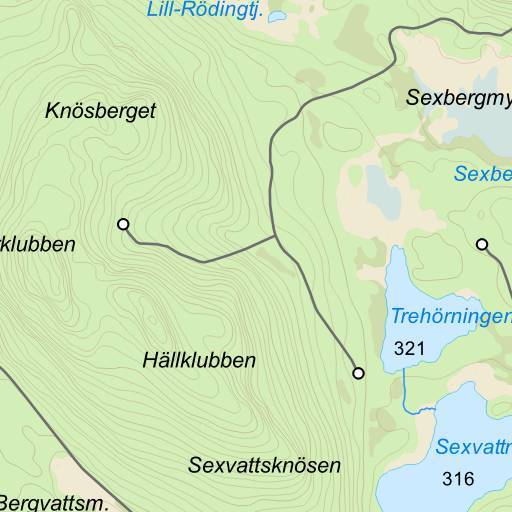 Lill-Rödingtj.
Knösberget
Sexbergmy
Sexbe
klubben
Trehörningen
321
Hällklubben
Sexvattn
Sexvattsknösen
316
Bergvattsm.